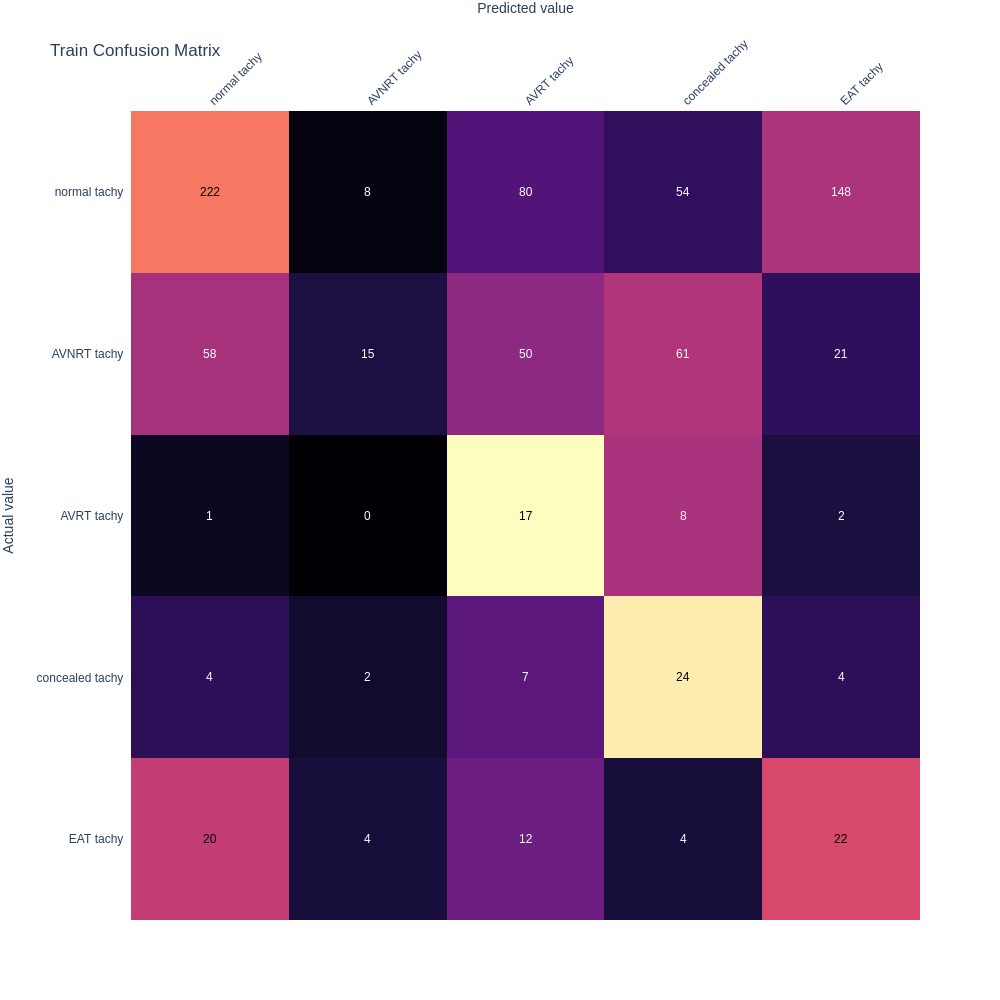 Predicted value
Train Confusion Matrix
normal tachy AVNRT tachy AVRT tachy concealed tachy EAT tachy
normal tachy 222 8 80 54 148
AVNRT tachy 58 15 50 61 21
Actual value
AVRT tachy 1 0 17 8 2
concealed tachy 4 2 7 24 4
EAT tachy 20 4 12 4 22